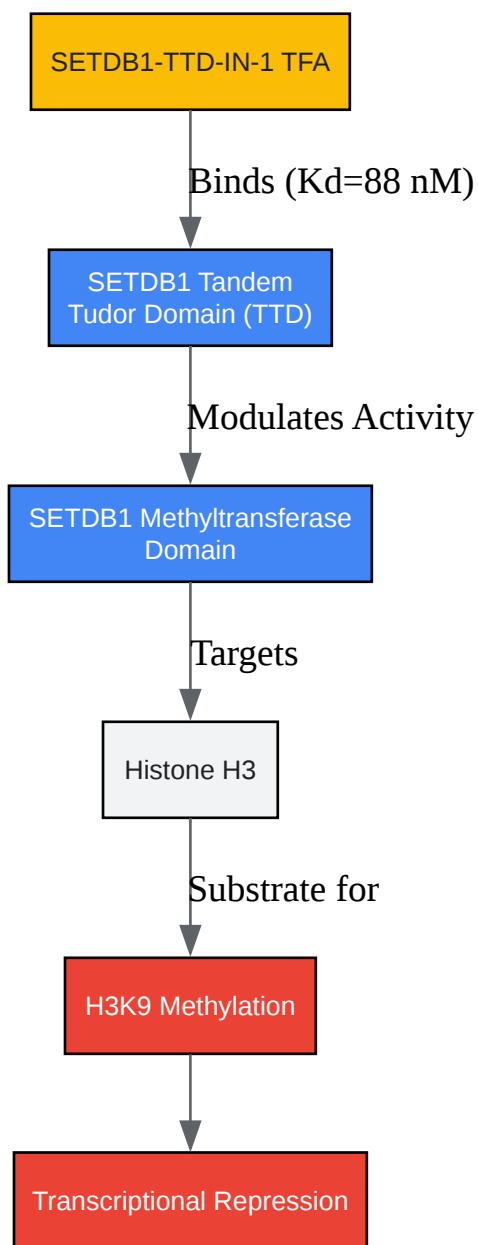 SETDB1-TTD-IN-1 TFA
Binds (Kd=88 nM)
SETDB1 Tandem
Tudor Domain (TTD)
Modulates Activity
SETDB1 Methyltransferase
Domain
Targets
Histone H3
Substrate for
H3K9 Methylation
Transcriptional Repression